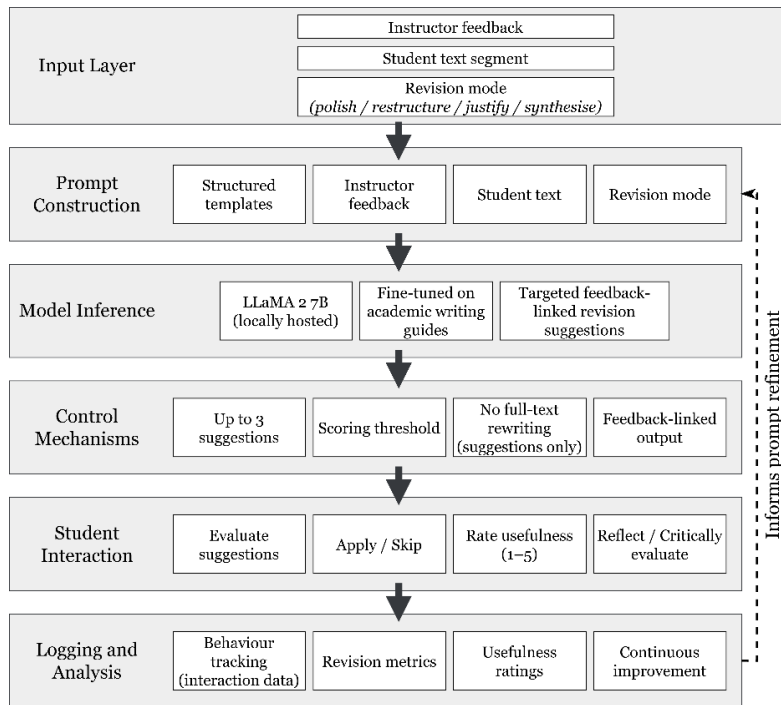 Input Layer
Instructor feedback
Student text segment
Revision mode
(polish / restructure / justify / synthesise)
Prompt
Construction
Structured
templates
Instructor
feedback
Student text
Revision mode
Model Inference
LLaMA 2 7B
(locally hosted)
Fine-tuned on
academic writing
guides
Targeted feedback-
linked revision
suggestions
Control
Mechanisms
Up to 3
suggestions
Scoring threshold
No full-text
rewriting
(suggestions only)
Feedback-linked
output
Student
Interaction
Evaluate
suggestions
Apply / Skip
Rate usefulness
(1–5)
Reflect / Critically
evaluate
Logging and
Analysis
Behaviour
tracking
(interaction data)
Revision metrics
Usefulness
ratings
Continuous
improvement
Informs prompt refinement